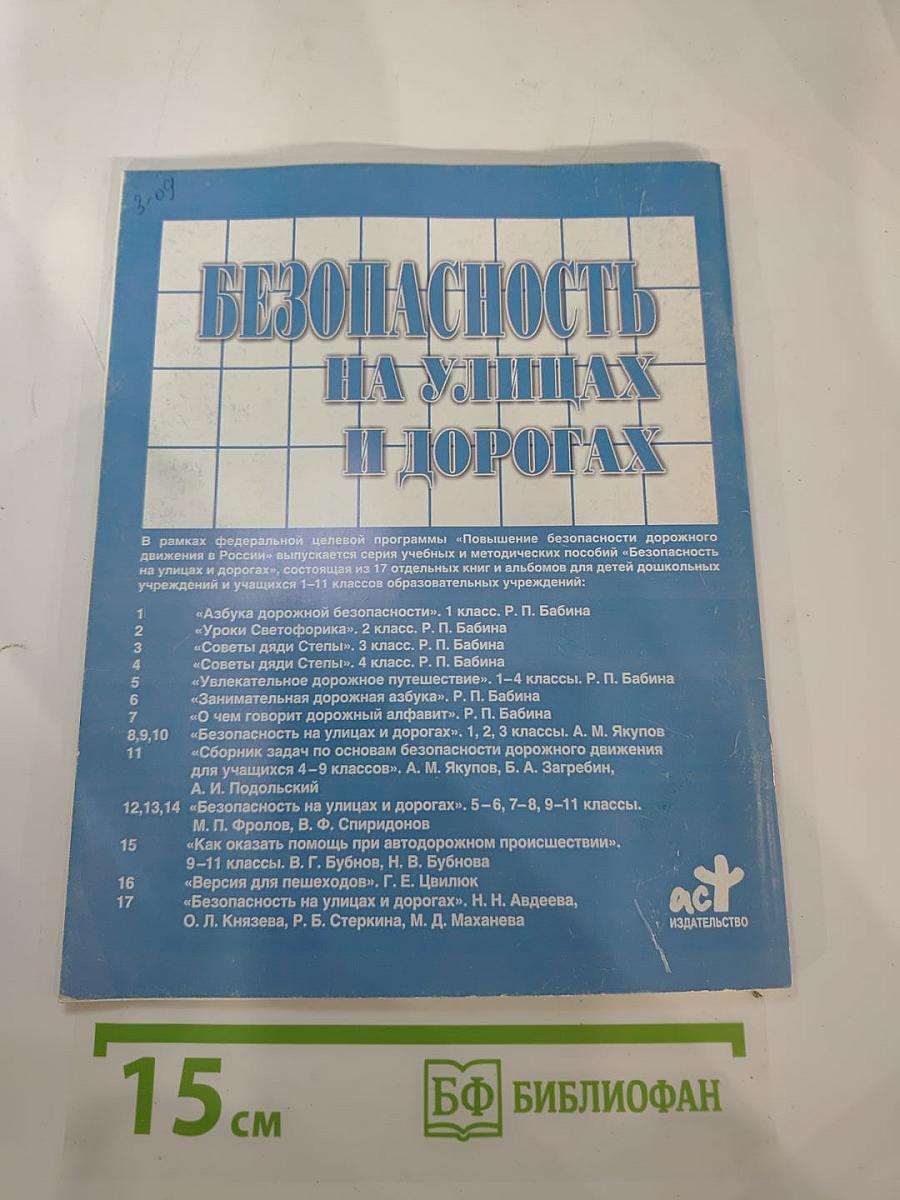 3-09
БЕЗОПАСНОСТЬ
НА УЛИЦАХ
И ДОРОГАХ
В рамках федеральной целевой программы «Повышение безопасности дорожного
движения в России» выпускается серия учебных и методических пособий «Безопасность
на улицах и дорогах», состоящая из 17 отдельных книг и альбомов для детей дошкольных
учреждений и учащихся 1–11 классов образовательных учреждений:
1 «Азбука дорожной безопасности». 1 класс. Р. П. Бабина
2 «Уроки Светофорика». 2 класс. Р. П. Бабина
3 «Советы дяди Степы». 3 класс. Р. П. Бабина
4 «Советы дяди Степы». 4 класс. Р. П. Бабина
5 «Увлекательное дорожное путешествие». 1–4 классы. Р. П. Бабина
6 «Занимательная дорожная азбука». Р. П. Бабина
7 «О чем говорит дорожный алфавит». Р. П. Бабина
8,9,10 «Безопасность на улицах и дорогах». 1, 2, 3 классы. А. М. Якупов
11 «Сборник задач по основам безопасности дорожного движения
для учащихся 4–9 классов». А. М. Якупов, Б. А. Загребин,
А. И. Подольский
12,13,14 «Безопасность на улицах и дорогах». 5–6, 7–8, 9–11 классы.
М. П. Фролов, В. Ф. Спиридонов
15 «Как оказать помощь при автодорожном происшествии».
9–11 классы. В. Г. Бубнов, Н. В. Бубнова
16 «Версия для пешеходов». Г. Е. Цвилюк
17 «Безопасность на улицах и дорогах». Н. Н. Авдеева,
О. Л. Князева, Р. Б. Стеркина, М. Д. Маханева
аст
ИЗДАТЕЛЬСТВО
15 см
БФ БИБЛИОФАН